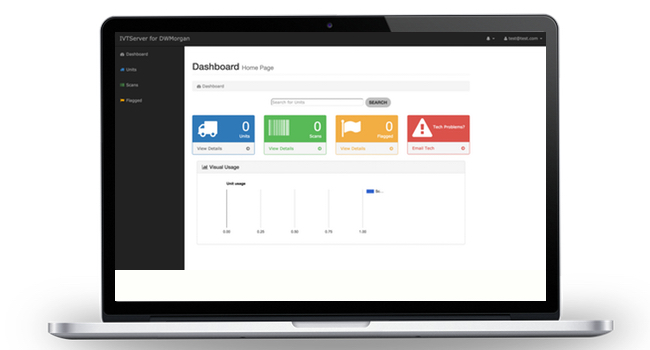 IVTServer for DWMorgan
test@test.com
Dashboard
Units
Scans
Flagged
Dashboard Home Page
Dashboard
Search for Units
SEARCH
0
Units
View Details
0
Scans
View Details
0
Flagged
View Details
Tech Problems?
Email Tech
Visual Usage
Unit usage
Sc...
0.00 0.25 0.50 0.75 1.00